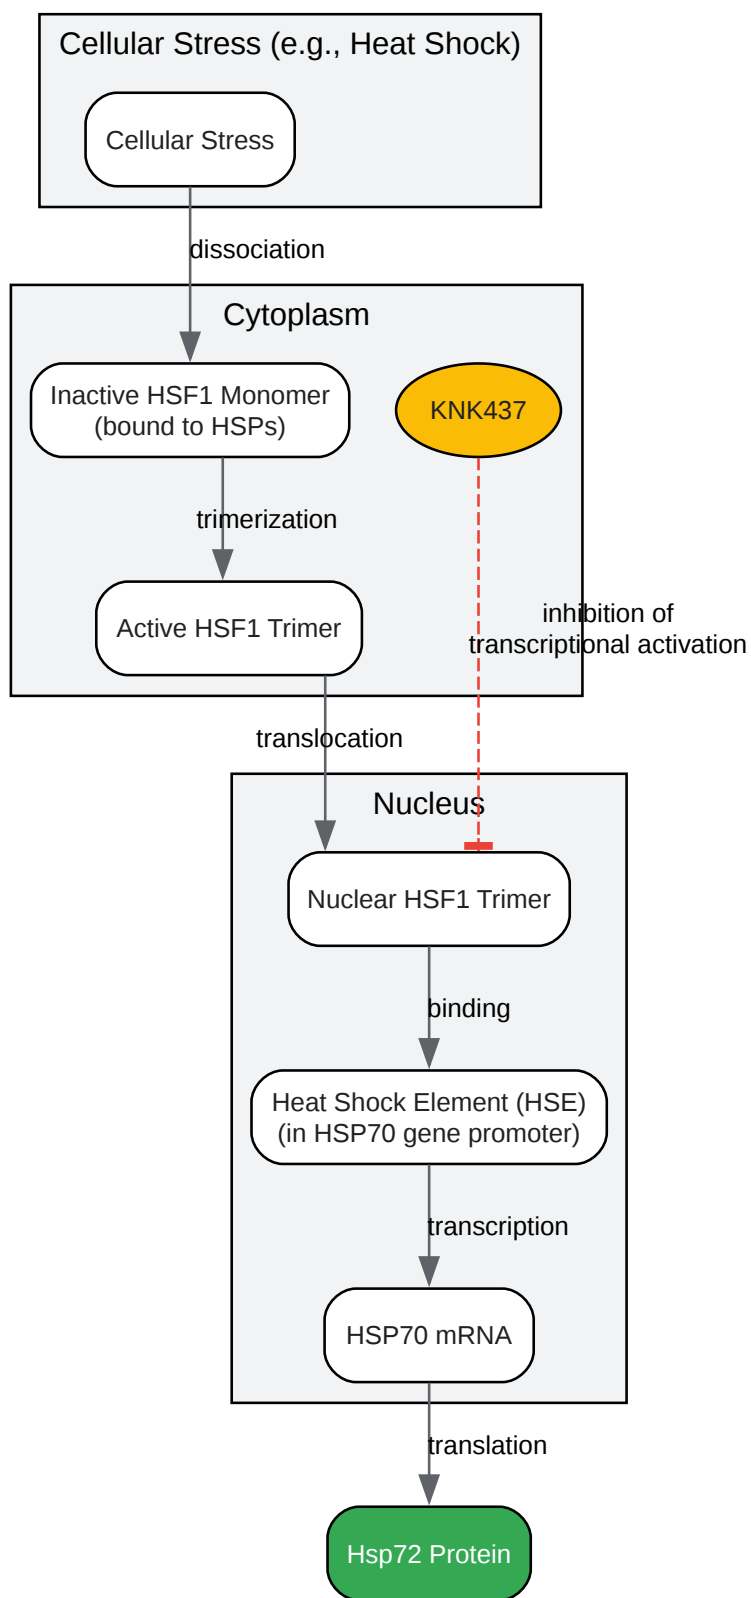 Cellular Stress (e.g., Heat Shock)
Cellular Stress
dissociation
Cytoplasm
Inactive HSF1 Monomer
(bound to HSPs)
KNK437
trimerization
Active HSF1 Trimer
inhibition of
transcriptional activation
translocation
Nucleus
Nuclear HSF1 Trimer
binding
Heat Shock Element (HSE)
(in HSP70 gene promoter)
transcription
HSP70 mRNA
translation
Hsp72 Protein